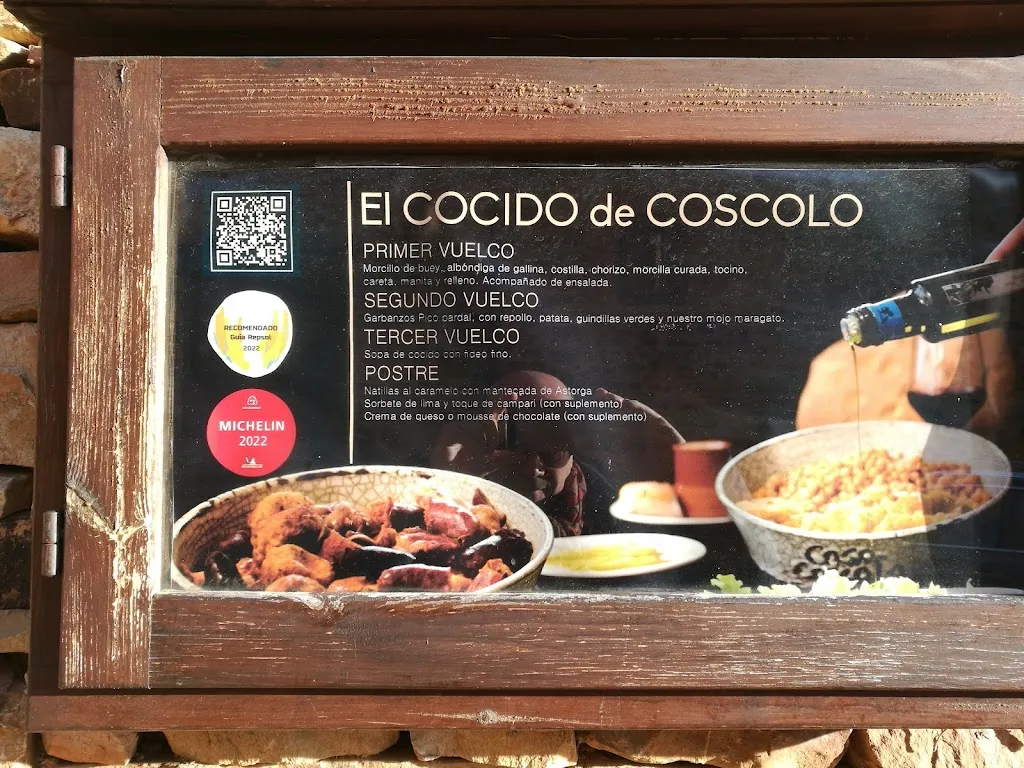 El COCIDO de COSCOLO
PRIMER VUELCO
Morcillo de buey, albóndiga de gallina, costilla, chorizo, morcilla curada, tocino,
careta, manita y relleno. Acompañado de ensalada.
SEGUNDO VUELCO
Garbanzos Pico pardal, con repollo, patata, guindillas verdes y nuestro mojo maragato.
TERCER VUELCO
Sopa de cocido con fideo fino.
POSTRE
Natillas al caramelo con mantecada de Astorga
Sorbete de lima y toque de campari (con suplemento)
Crema de queso o mousse de chocolate (con suplemento)
RECOMENDADO
Guía Repsol
2022
MICHELIN
2022